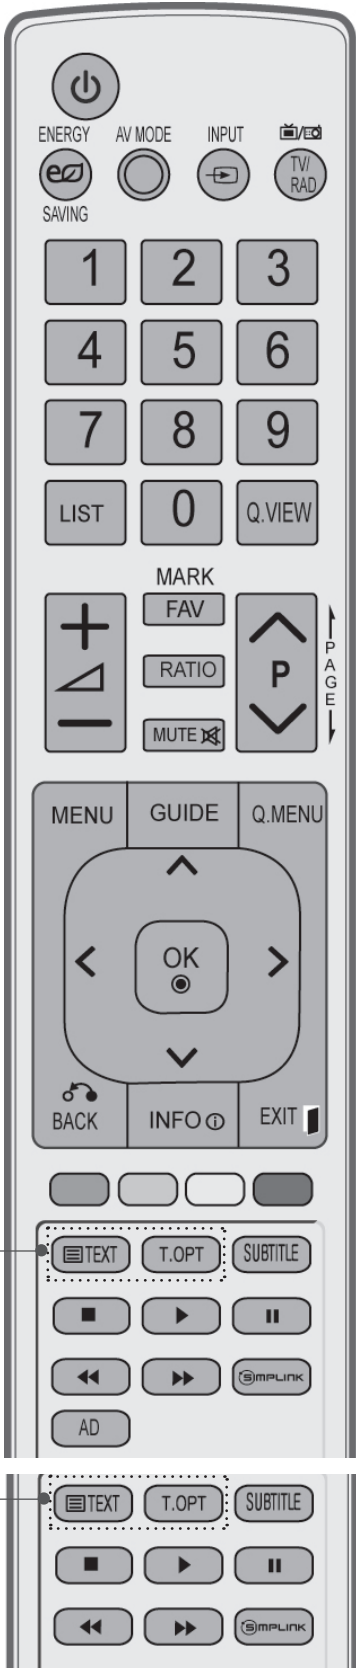 ENERGY AV MODE INPUT
TV/
RAD
SAVING
1 2 3
4 5 6
7 8 9
LIST 0 Q.VIEW
MARK
FAV
RATIO
P
PAGE
MUTE
MENU GUIDE Q.MENU
OK
BACK INFO EXIT
TEXT T.OPT SUBTITLE
SIMPLINK
AD
TEXT T.OPT SUBTITLE
SIMPLINK